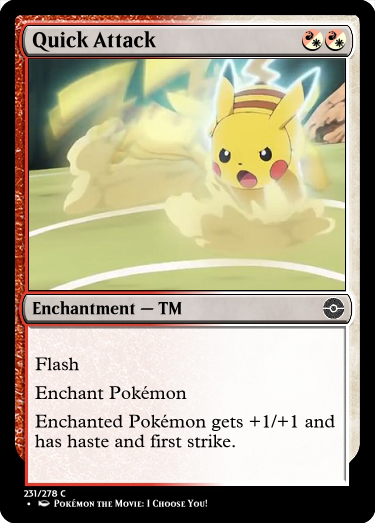 Quick Attack
Enchantment — TM
Flash
Enchant Pokémon
Enchanted Pokémon gets +1/+1 and
has haste and first strike.
231/278 C
• Pokémon the Movie: I Choose You!